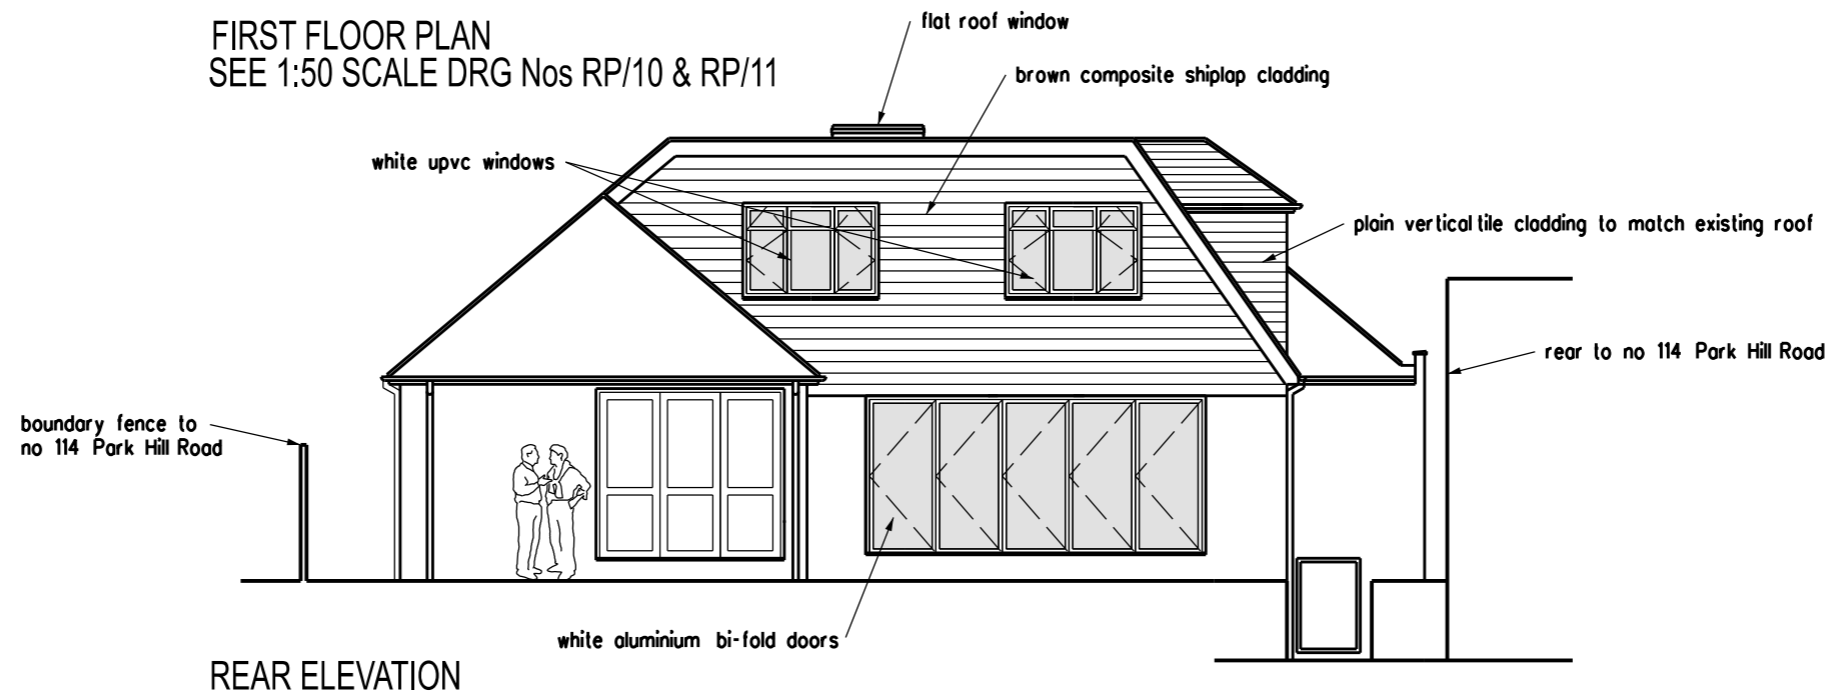 FIRST FLOOR PLAN
SEE 1:50 SCALE DRG Nos RP/10 & RP/11
flat roof window
brown composite shiplap cladding
white upvc windows
plain vertical tile cladding to match existing roof
rear to no 114 Park Hill Road
boundary fence to
no 114 Park Hill Road
white aluminium bi-fold doors
REAR ELEVATION